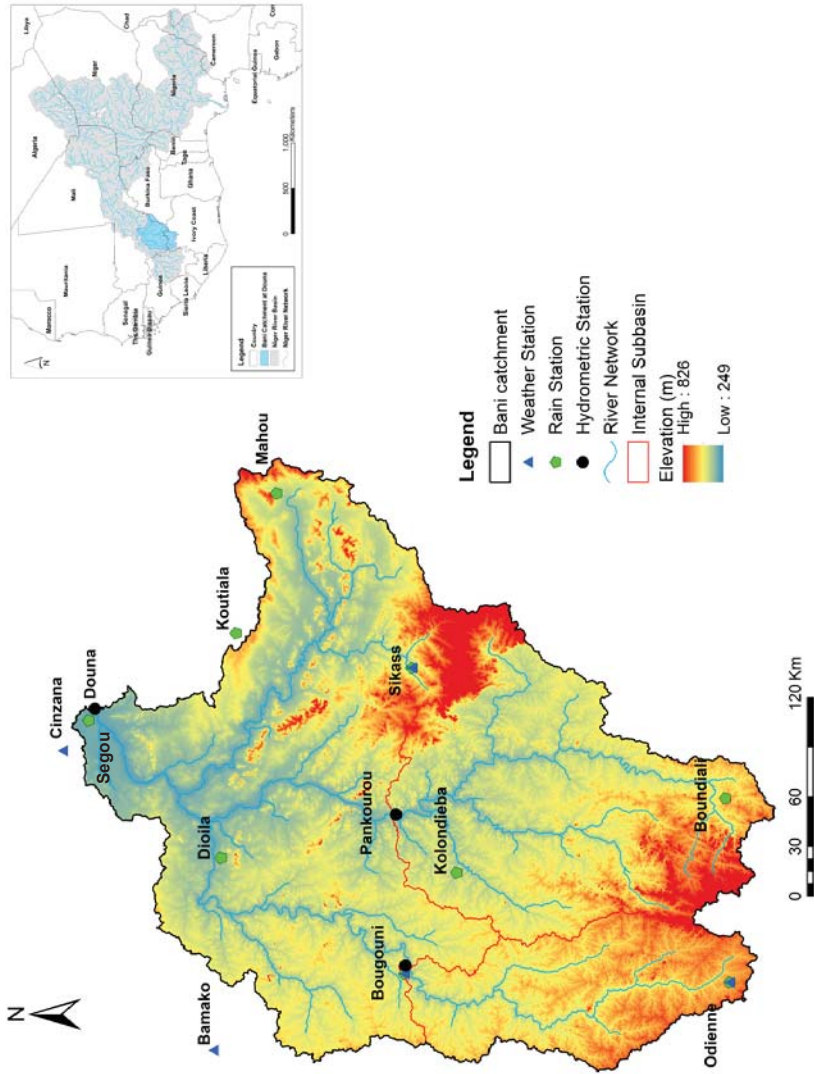 N
Cinzana
Douna
Segou
Bamako
Koutiala
Mahou
Dioila
Pankourou
Sikass
Bougouni
Kolondieba
Boundiali
Odienne
0 30 60 120 Km
Legend
Bani catchment
Weather Station
Rain Station
Hydrometric Station
River Network
Internal Subbasin
Elevation (m)
High : 826
Low : 249
N
Morocco
Algeria
Libya
Mauritania
Mali
Niger
Chad
Senegal
The Gambia
Guinea Bissau
Guinea
Sierra Leone
Liberia
Ivory Coast
Burkina Faso
Ghana
Togo
Benin
Nigeria
Cameroon
Equatorial Guinea
Gabon
Con
Legend
Country
Bani Catchment at Douna
Niger River Basin
Niger River Network
0 500 1,000
Kilometers